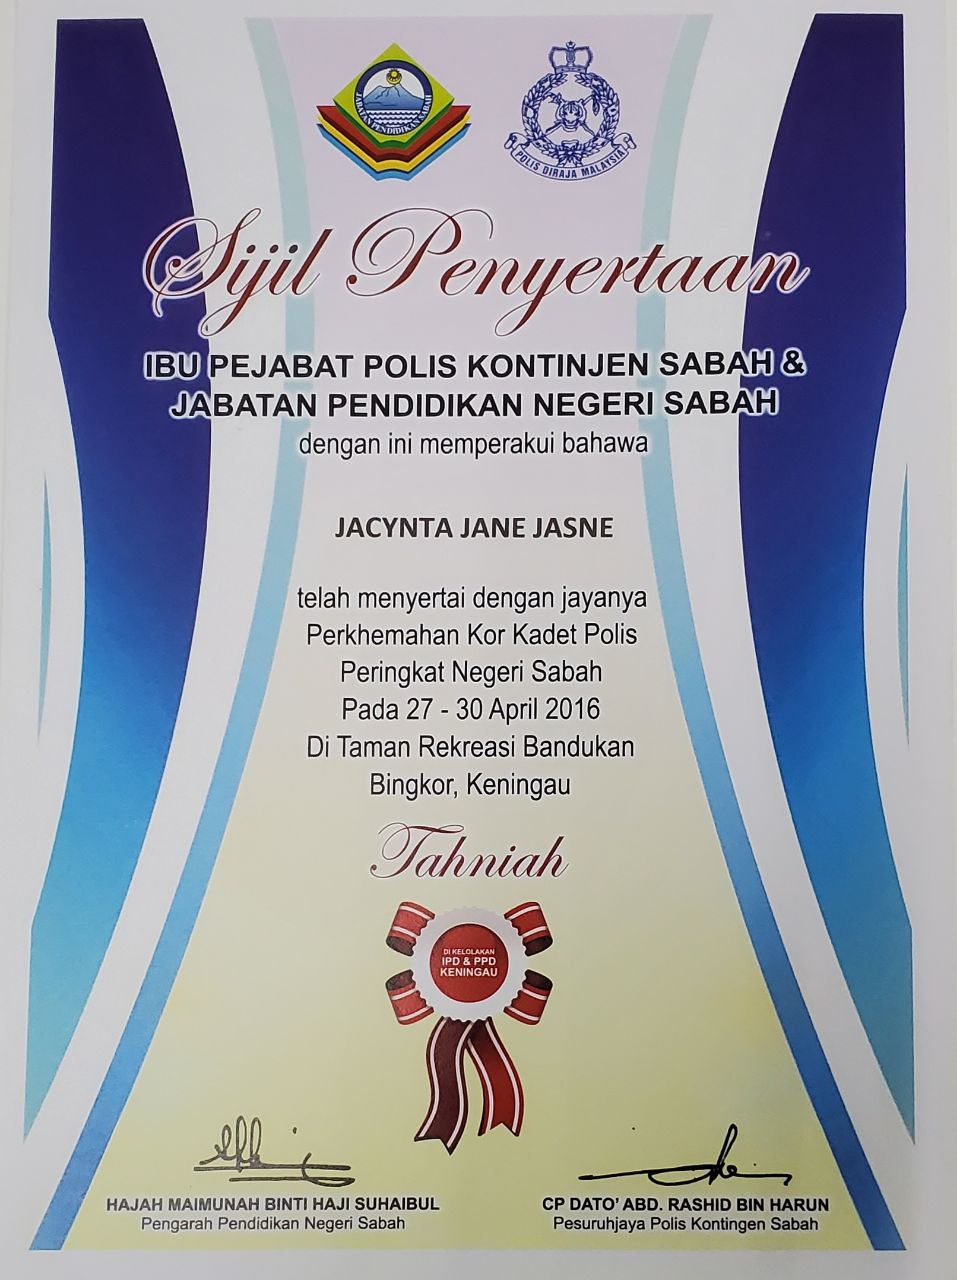 JABATAN PENDIDIKAN SABAH
POLIS DIRAJA MALAYSIA
Sijil Penyertaan
IBU PEJABAT POLIS KONTINJEN SABAH &
JABATAN PENDIDIKAN NEGERI SABAH
dengan ini memperakui bahawa
JACYNTA JANE JASNE
telah menyertai dengan jayanya
Perkhemahan Kor Kadet Polis
Peringkat Negeri Sabah
Pada 27 - 30 April 2016
Di Taman Rekreasi Bandukan
Bingkor, Keningau
Tahniah
DI KELOLAKAN
IPD & PPD
KENINGAU
HAJAH MAIMUNAH BINTI HAJI SUHAIBUL
Pengarah Pendidikan Negeri Sabah
CP DATO' ABD. RASHID BIN HARUN
Pesuruhjaya Polis Kontingen Sabah